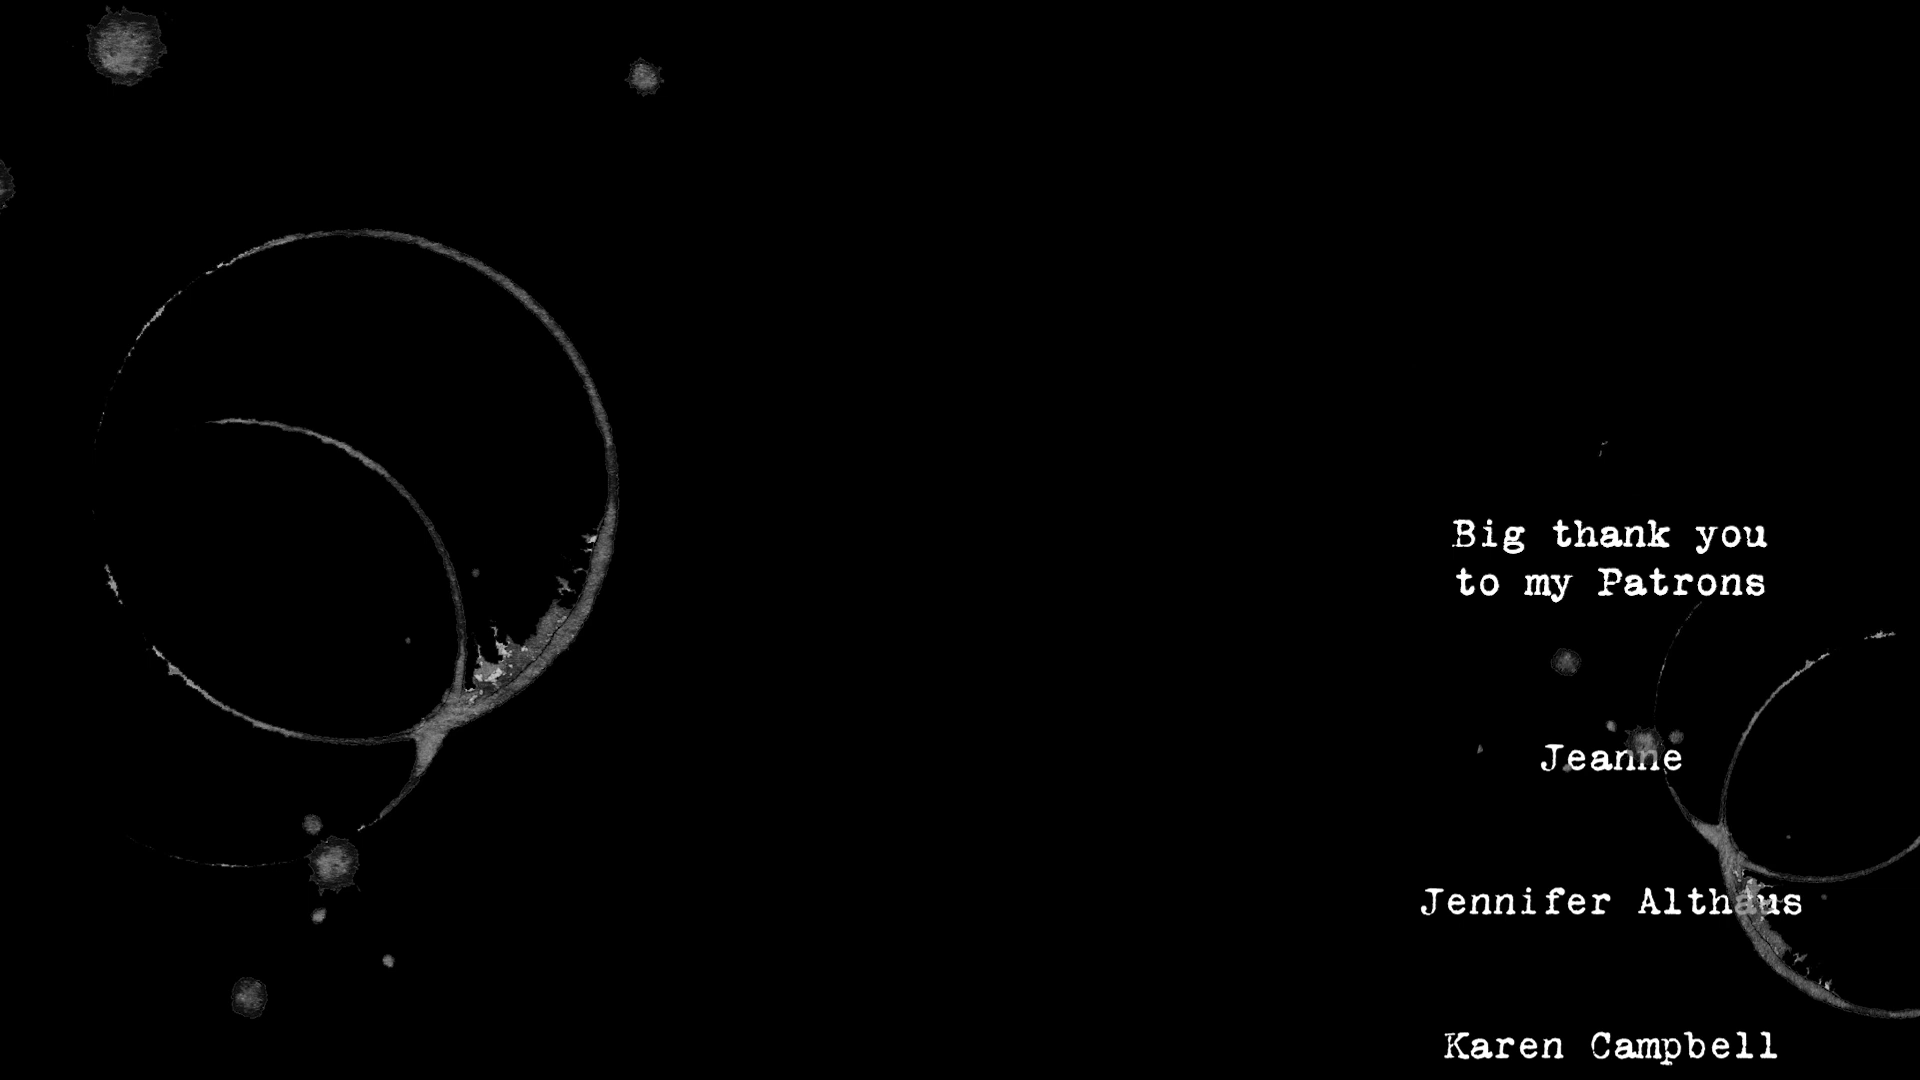 Big thank you
to my Patrons
Jeanne
Jennifer Althaus
Karen Campbell